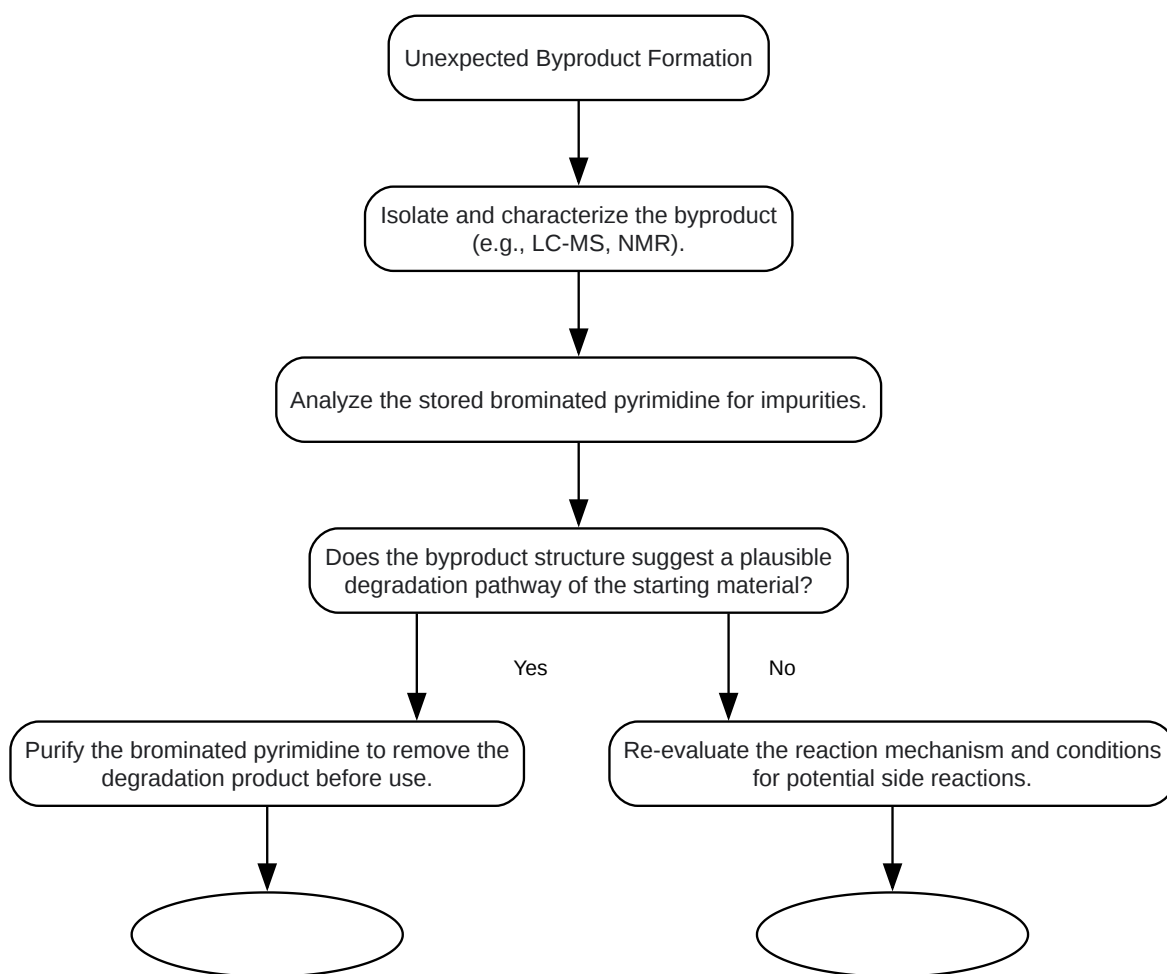 Unexpected Byproduct Formation
Isolate and characterize the byproduct
(e.g., LC-MS, NMR).
Analyze the stored brominated pyrimidine for impurities.
Does the byproduct structure suggest a plausible
degradation pathway of the starting material?
Yes
No
Purify the brominated pyrimidine to remove the
degradation product before use.
Re-evaluate the reaction mechanism and conditions
for potential side reactions.